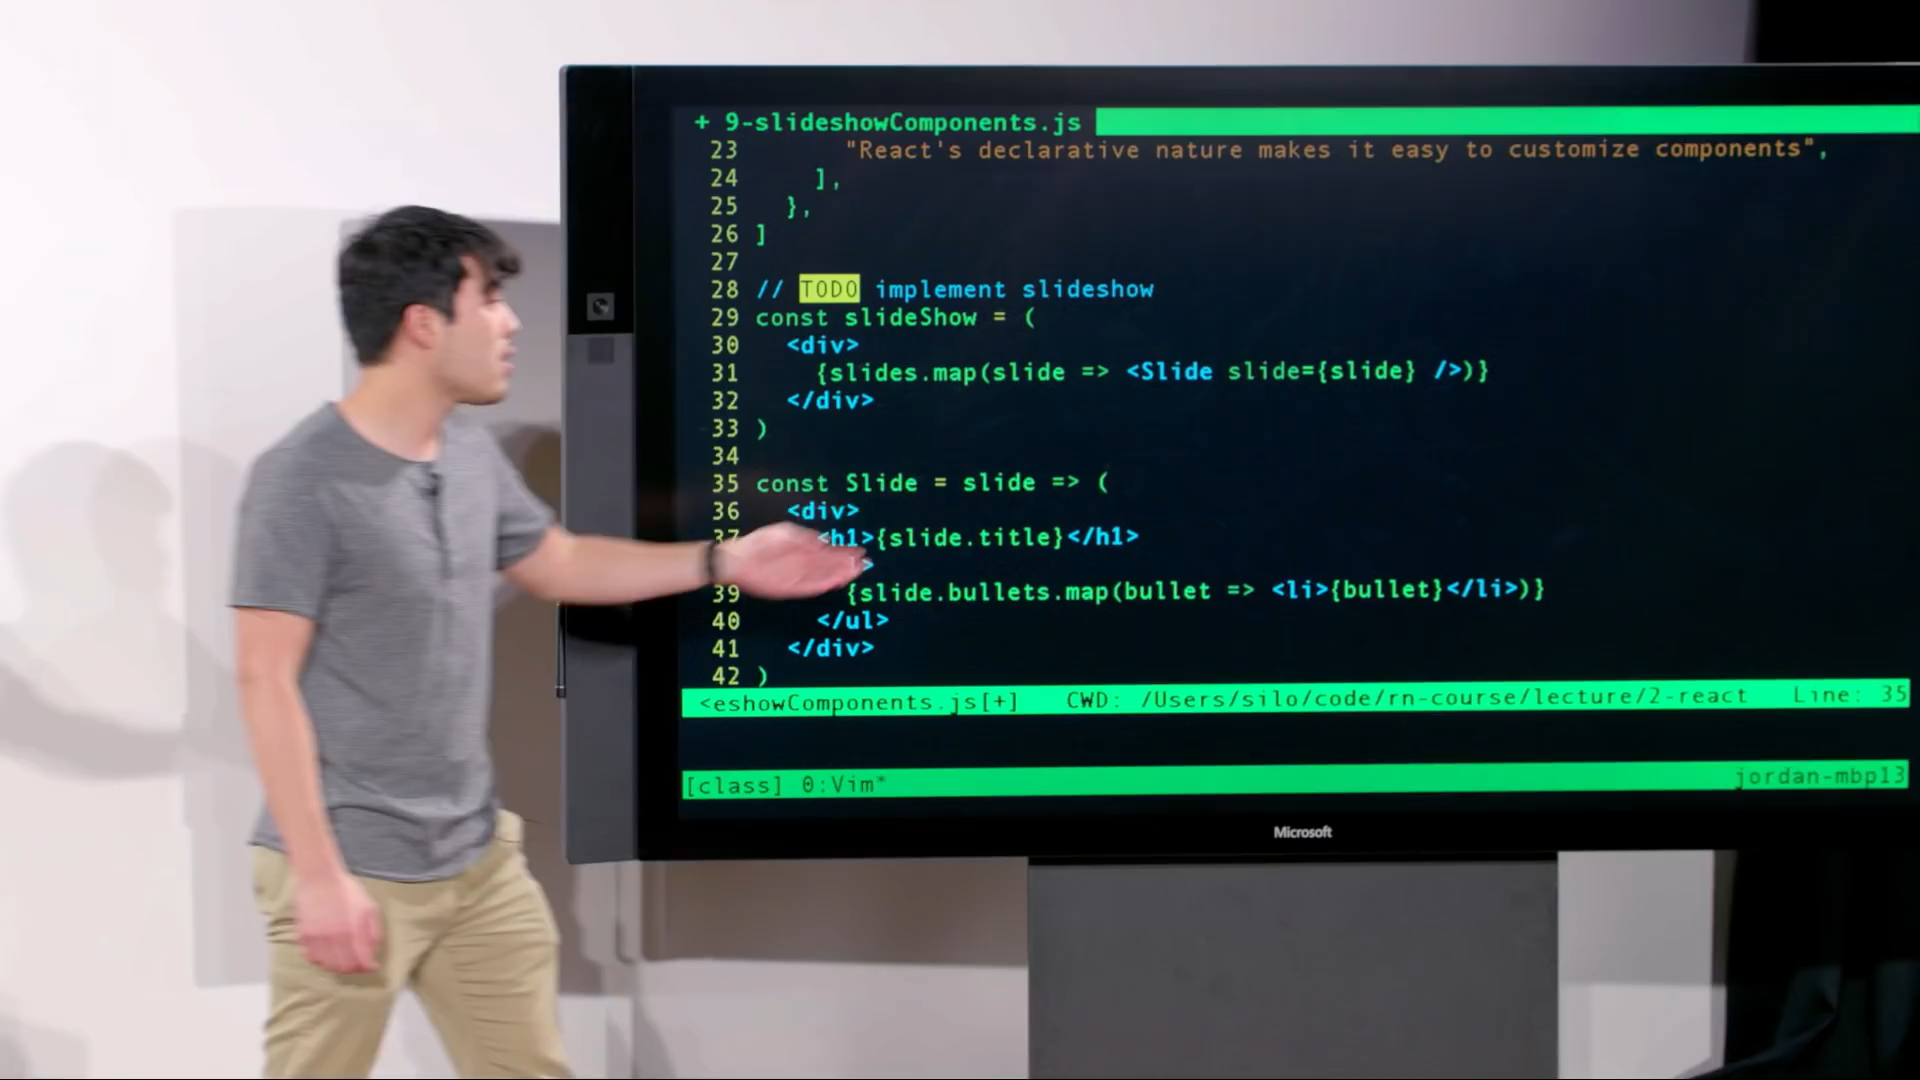 + 9-slideshowComponents.js
23 "React's declarative nature makes it easy to customize components",
24 ],
25 },
26 ]
27
28 // TODO implement slideshow
29 const slideShow = (
30 <div>
31 {slides.map(slide => <Slide slide={slide} />)}
32 </div>
33 )
34
35 const Slide = slide => (
36 <div>
37 <h1>{slide.title}</h1>
>
39 {slide.bullets.map(bullet => <li>{bullet}</li>)}
40 </ul>
41 </div>
42 )
<eshowComponents.js[+] CWD: /Users/silo/code/rn-course/lecture/2-react Line: 35
[class] 0:Vim* jordan-mbp13
Microsoft